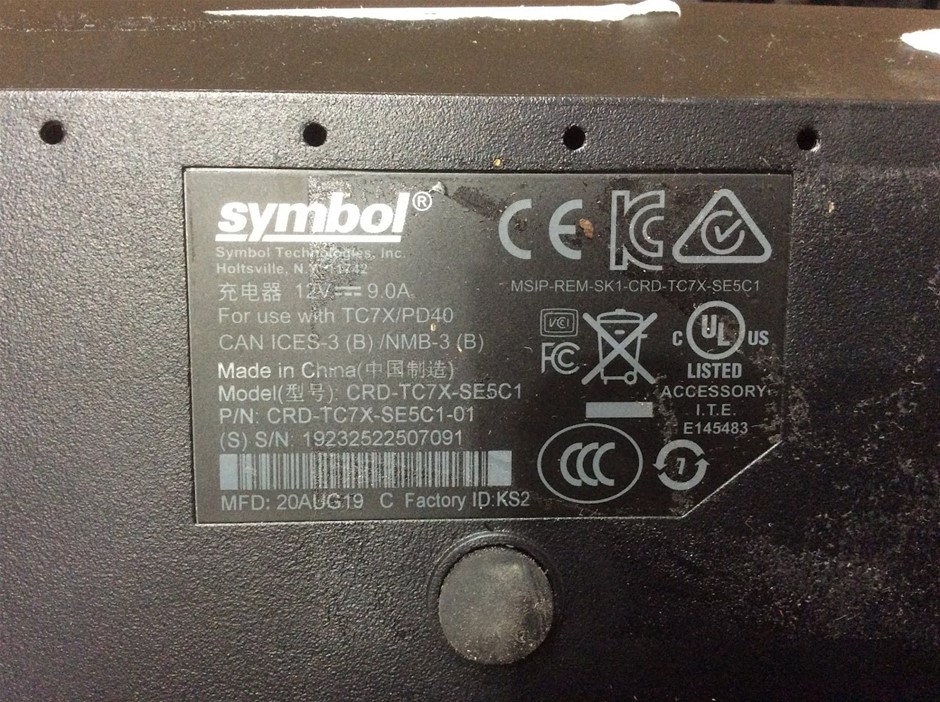 symbol®
Symbol Technologies, Inc.
Holtsville, N.Y. 11742
充电器 12V 9.0A
For use with TC7X/PD40
CAN ICES-3 (B) /NMB-3 (B)
Made in China(中国制造)
Model(型号): CRD-TC7X-SE5C1
P/N: CRD-TC7X-SE5C1-01
(S) S/N: 19232522507091
MFD: 20AUG19 C Factory ID:KS2
CE
MSIP-REM-SK1-CRD-TC7X-SE5C1
VCI
FC
C UL US
LISTED
ACCESSORY
I.T.E.
E145483
CCC
7